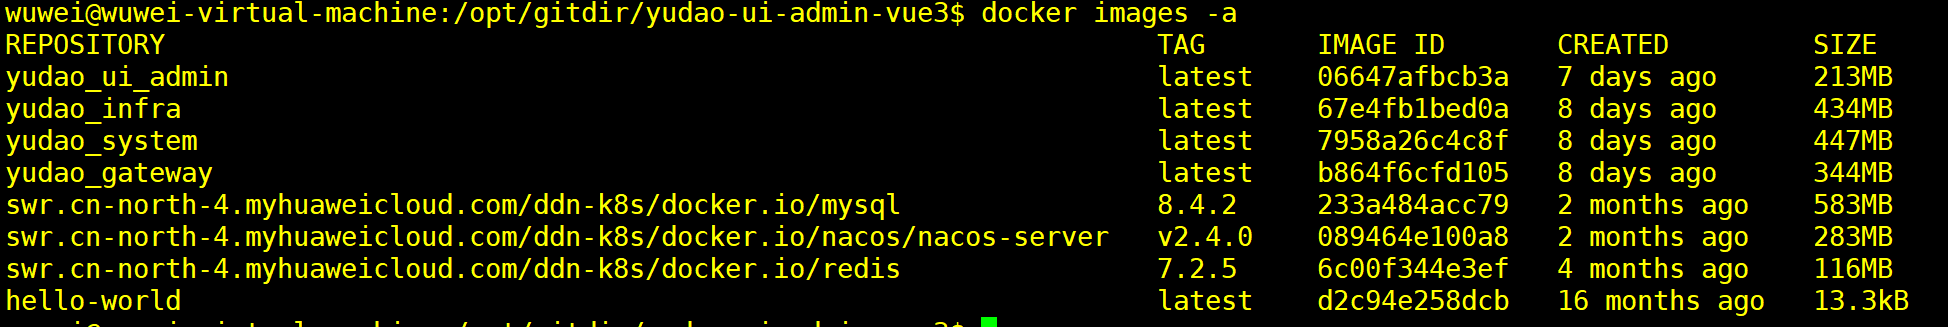 wuwei@wuwei-virtual-machine:/opt/gitdir/yudao-ui-admin-vue3$ docker images -a
REPOSITORY TAG IMAGE ID CREATED SIZE
yudao_ui_admin latest 06647afbcb3a 7 days ago 213MB
yudao_infra latest 67e4fb1bed0a 8 days ago 434MB
yudao_system latest 7958a26c4c8f 8 days ago 447MB
yudao_gateway latest b864f6cfd105 8 days ago 344MB
swr.cn-north-4.myhuaweicloud.com/ddn-k8s/docker.io/mysql 8.4.2 233a484acc79 2 months ago 583MB
swr.cn-north-4.myhuaweicloud.com/ddn-k8s/docker.io/nacos/nacos-server v2.4.0 089464e100a8 2 months ago 283MB
swr.cn-north-4.myhuaweicloud.com/ddn-k8s/docker.io/redis 7.2.5 6c00f344e3ef 4 months ago 116MB
hello-world latest d2c94e258dcb 16 months ago 13.3kB